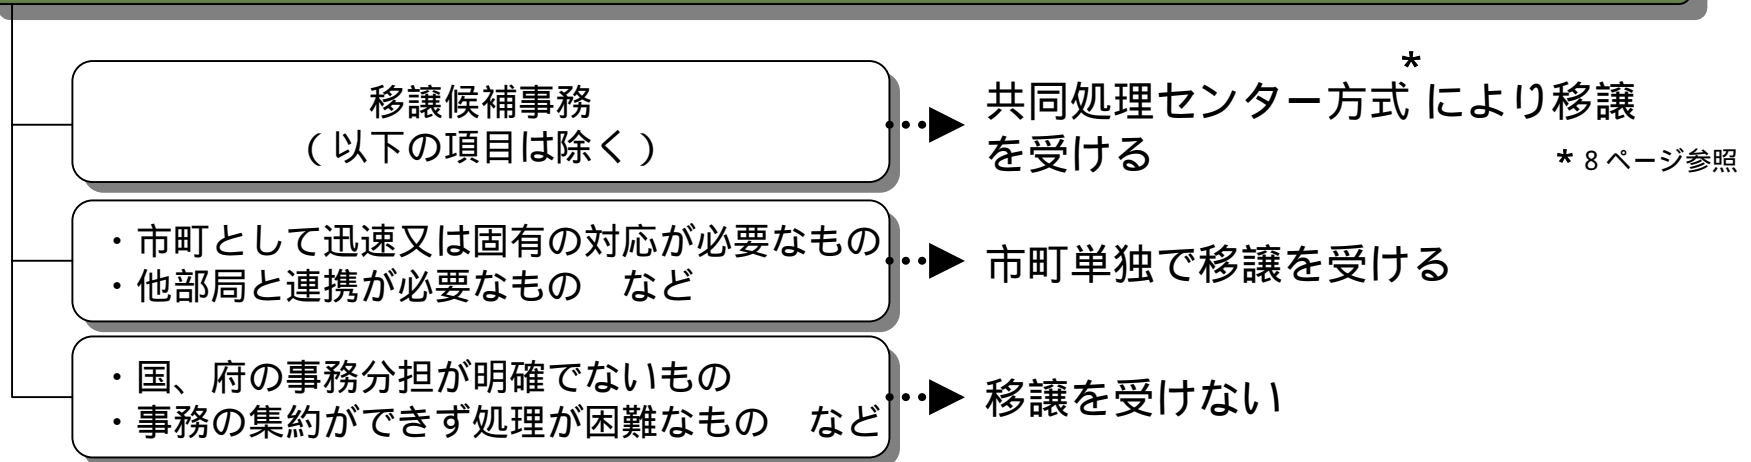 移譲候補事務
（以下の項目は除く）
共同処理センター方式*により移譲
を受ける
* 8ページ参照
・市町として迅速又は固有の対応が必要なもの
・他部局と連携が必要なもの　など
市町単独で移譲を受ける
・国、府の事務分担が明確でないもの
・事務の集約ができず処理が困難なもの　など
移譲を受けない